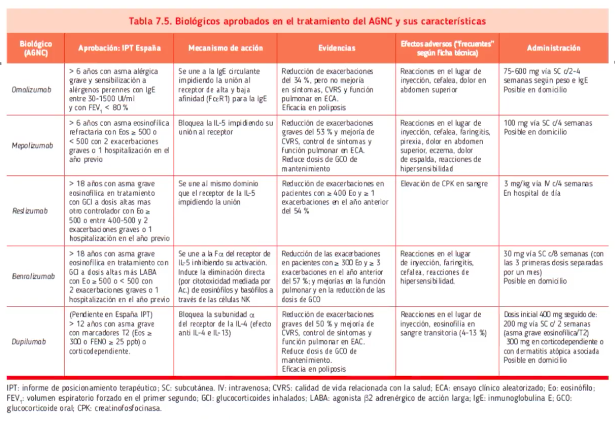 Tabla 7.5. Biológicos aprobados en el tratamiento del AGNC y sus características
Biológico
(AGNC)
Aprobación: IPT España
Mecanismo de acción
Evidencias
Efectos adversos ("frecuentes"
según ficha técnica)
Administración
Omalizumab
> 6 años con asma alérgica
grave y sensibilización a
alérgenos perennes con IgE
entre 30-1500 UI/ml
y con FEV1 < 80 %
Se une a la IgE circulante
impidiendo la unión al
receptor de alta y baja
afinidad (FcεR1) para la IgE
Reducción de exacerbaciones
del 34 %, pero no mejoría
en síntomas, CVRS y función
pulmonar en ECA.
Eficacia en poliposis
Reacciones en el lugar de
inyección, cefalea, dolor en
abdomen superior
75-600 mg vía SC c/2-4
semanas según peso e IgE
Posible en domicilio
Mepolizumab
> 6 años con asma eosinofílica
refractaria con Eos ≥ 500 o
< 500 con 2 exacerbaciones
graves o 1 hospitalización en el
año previo
Bloquea la IL-5 impidiendo su
unión al receptor
Reducción de exacerbaciones
graves del 53 % y mejoría de
CVRS, control de síntomas y
función pulmonar en ECA.
Reduce dosis de GCO de
mantenimiento
Reacciones en el lugar de
inyección, cefalea, faringitis,
pirexia, dolor en abdomen
superior, eczema, dolor
de espalda, reacciones de
hipersensibilidad
100 mg vía SC c/4 semanas
Posible en domicilio
Reslizumab
> 18 años con asma grave
eosinofílica en tratamiento
con GCI a dosis altas mas
otro controlador con Eo ≥
500 o entre 400-500 y 2
exacerbaciones graves o 1
hospitalización en el año previo
Se une al mismo dominio
que el receptor de la IL-5
impidiendo la unión
Reducción de exacerbaciones en
pacientes con ≥ 400 Eo y ≥ 1
exacerbaciones en el año anterior
del 54 %
Elevación de CPK en sangre
3 mg/kg vía IV c/4 semanas
En hospital de día
Benralizumab
> 18 años con asma grave
eosinofílica en tratamiento con
GCI a dosis altas más LABA
con Eo ≥ 500 o < 500 con
2 exacerbaciones graves o 1
hospitalización en el año previo
Se une a la Fα del receptor de
IL-5 inhibiendo su activación.
Induce la eliminación directa
(por citotoxicidad mediada por
Ac) de eosinófilos y basófilos a
través de las células NK
Reducción de las exacerbaciones
en pacientes con ≥ 300 Eo y ≥ 3
exacerbaciones en el año anterior
del 57 %; y mejorías en la función
pulmonar y en la reducción de las
dosis de GCO
Reacciones en el lugar
de inyección, faringitis,
cefalea, reacciones de
hipersensibilidad.
30 mg vía SC c/8 semanas (con
las 3 primeras dosis separadas
por un mes)
Posible en domicilio
Dupilumab
(Pendiente en España IPT)
> 12 años con asma grave
con marcadores T2 (Eos ≥
300 o FENO ≥ 25 ppb) o
corticodependiente.
Bloquea la subunidad α
del receptor de la IL-4 (efecto
anti IL-4 e IL-13)
Reducción de exacerbaciones
graves del 50 % y mejoría de
CVRS, control de síntomas y
función pulmonar en EAC.
Reduce dosis de GCO de
mantenimiento.
Eficacia en poliposis
Reacciones en el lugar de
inyección, eosinofilia en
sangre transitoria (4-13 %)
Dosis inicial 400 mg seguido de:
200 mg vía SC c/ 2 semanas
(asma grave eosinofílica/T2)
300 mg en corticodependiente o
con dermatitis atópica asociada
Posible en domicilio
IPT: informe de posicionamiento terapéutico; SC: subcutánea. IV: intravenosa; CVRS: calidad de vida relacionada con la salud; ECA: ensayo clínico aleatorizado; Eo: eosinófilo;
FEV1: volumen espiratorio forzado en el primer segundo; GCI: glucocorticoides inhalados; LABA: agonista β2 adrenérgico de acción larga; IgE: inmunoglobulina E; GCO:
glucocorticoide oral; CPK: creatinofosfocinasa.